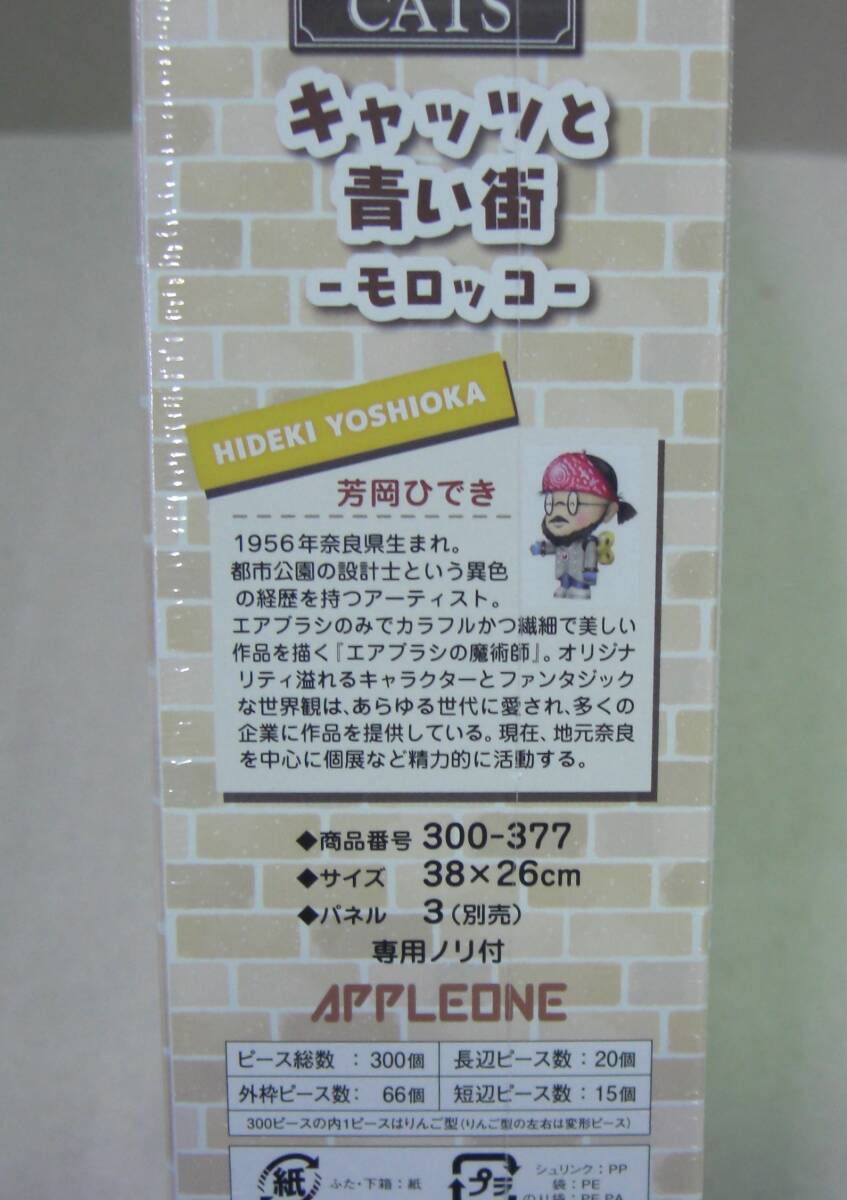 CATS
キャッツと
青い街
-モロッコ-
HIDEKI YOSHIOKA
芳岡ひでき
1956年奈良県生まれ。
都市公園の設計士という異色
の経歴を持つアーティスト。
エアブラシのみでカラフルかつ繊細で美しい
作品を描く『エアブラシの魔術師』。オリジナ
リティ溢れるキャラクターとファンタジック
な世界観は、あらゆる世代に愛され、多くの
企業に作品を提供している。現在、地元奈良
を中心に個展など精力的に活動する。
◆商品番号 300-377
◆サイズ 38×26cm
◆パネル 3(別売)
専用ノリ付
APPLEONE
ピース総数 : 300個 長辺ピース数 : 20個
外枠ピース数: 66個 短辺ピース数 : 15個
300ピースの内1ピースはりんご型(りんご型の左右は変形ピース)
紙 ふた・下箱 : 紙
プラ シュリンク : PP
袋 : PE
のり袋 : PE,PA